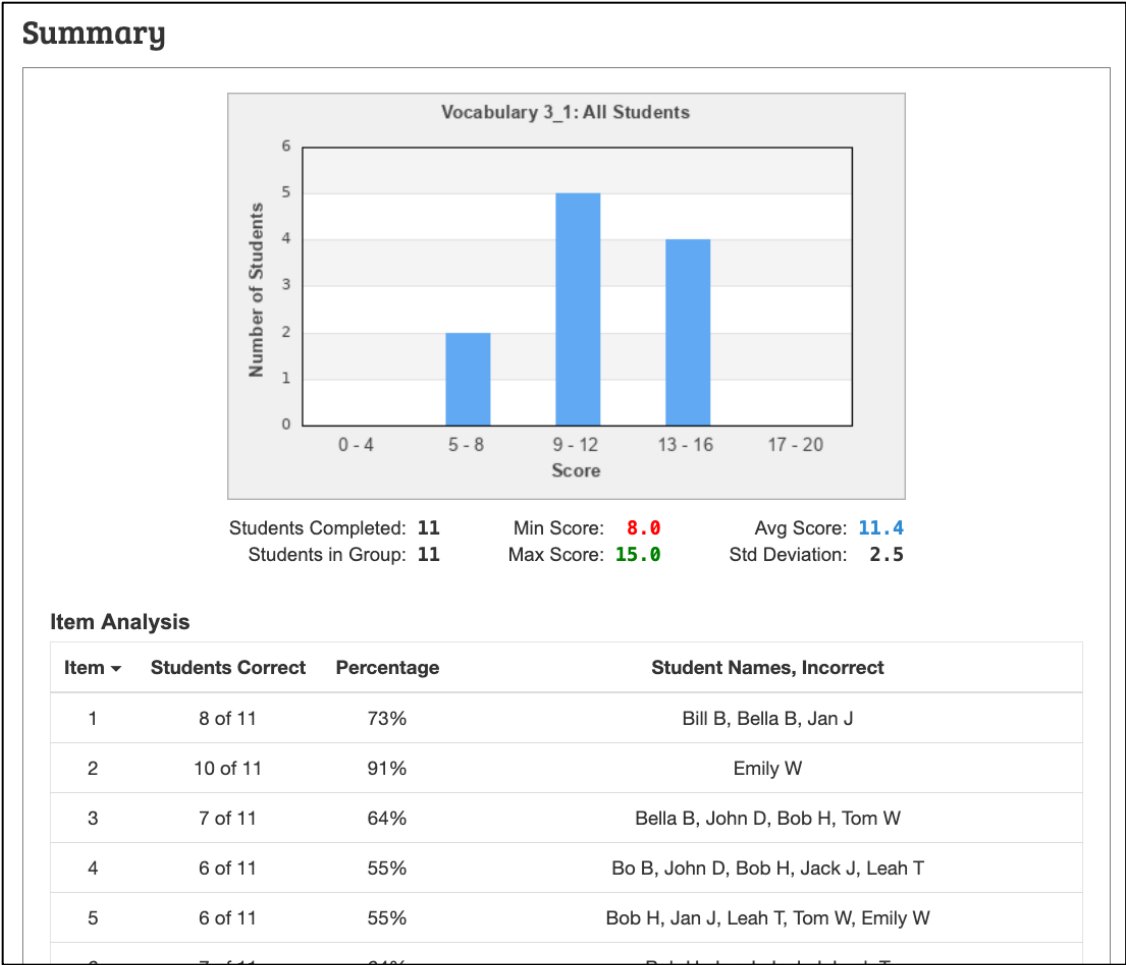 Summary
Vocabulary 3_1: All Students
6
5
4
3
2
1
0
Number of Students
0 - 4 5 - 8 9 - 12 13 - 16 17 - 20
Score
Students Completed: 11 Min Score: 8.0 Avg Score: 11.4
Students in Group: 11 Max Score: 15.0 Std Deviation: 2.5
Item Analysis
Item Students Correct Percentage Student Names, Incorrect
1 8 of 11 73% Bill B, Bella B, Jan J
2 10 of 11 91% Emily W
3 7 of 11 64% Bella B, John D, Bob H, Tom W
4 6 of 11 55% Bo B, John D, Bob H, Jack J, Leah T
5 6 of 11 55% Bob H, Jan J, Leah T, Tom W, Emily W